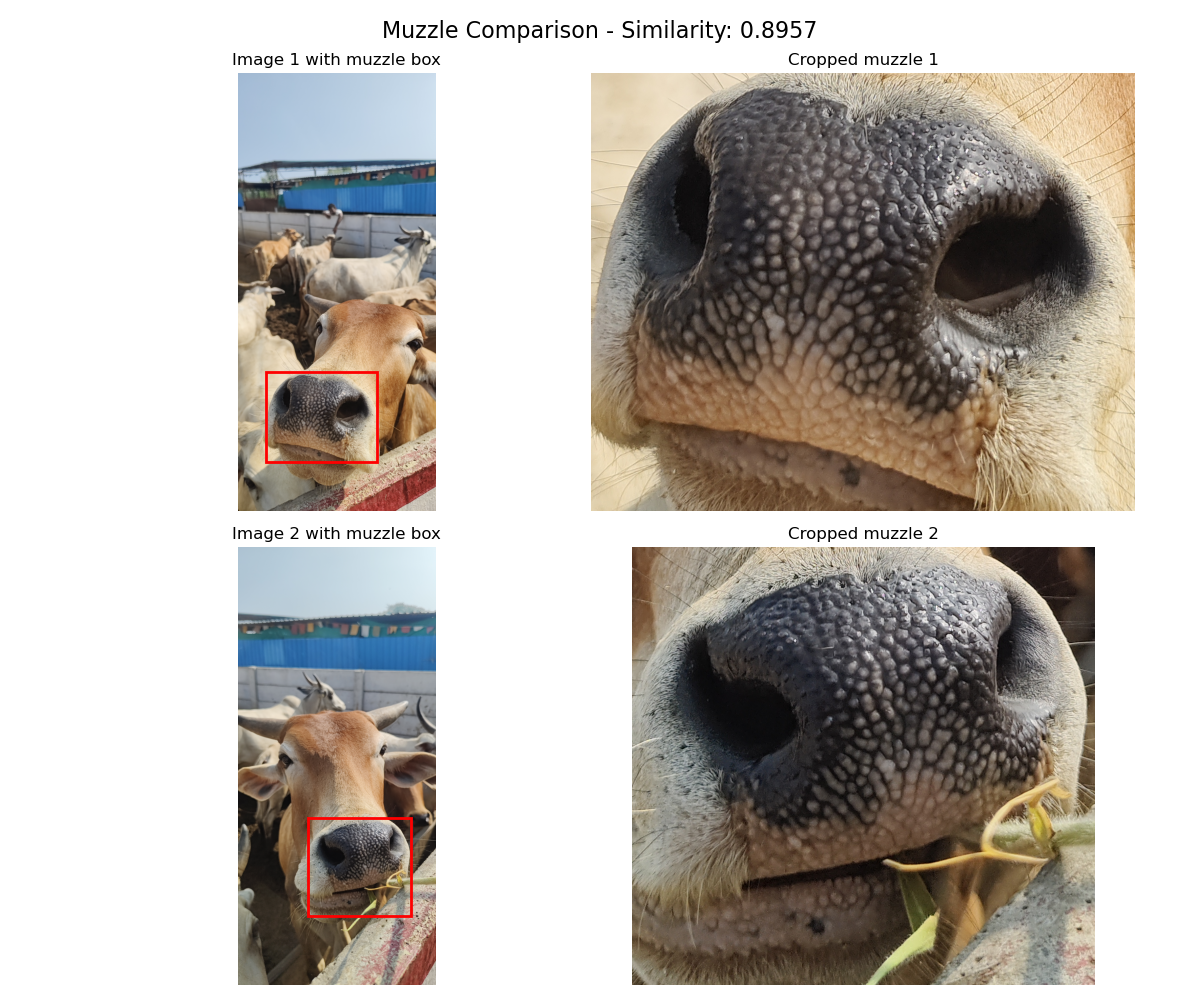 Muzzle Comparison - Similarity: 0.8957
Image 1 with muzzle box
Cropped muzzle 1
Image 2 with muzzle box
Cropped muzzle 2